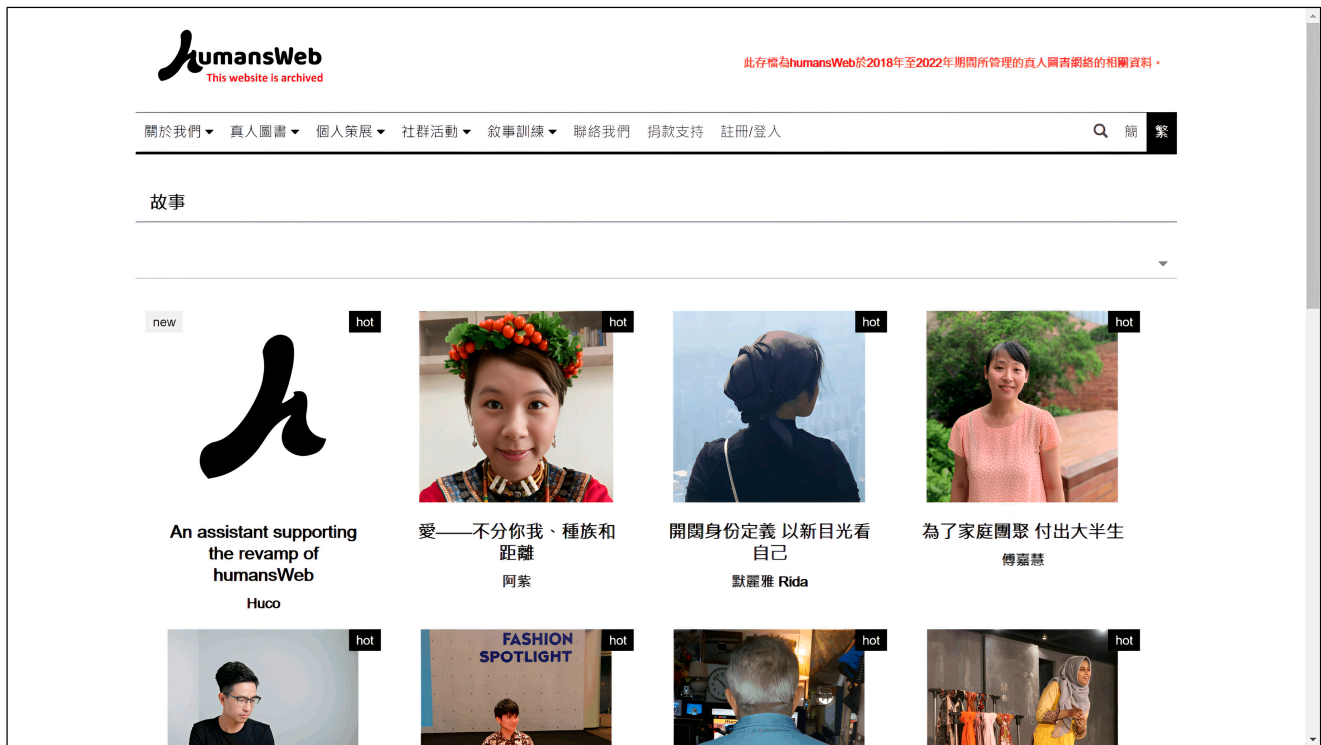 humansWeb
This website is archived
此存檔為humansWeb於2018年至2022年期間所管理的真人圖書網絡的相關資料。
關於我們 真人圖書 個人策展 社群活動 敘事訓練 聯絡我們 捐款支持 註冊/登入 簡 繁
故事
new hot hot hot hot
An assistant supporting
the revamp of
humansWeb
Huco
愛——不分你我、種族和
距離
阿紫
開闊身份定義 以新目光看
自己
默麗雅 Rida
為了家庭團聚 付出大半生
傅嘉慧
hot hot hot hot
FASHION
SPOTLIGHT